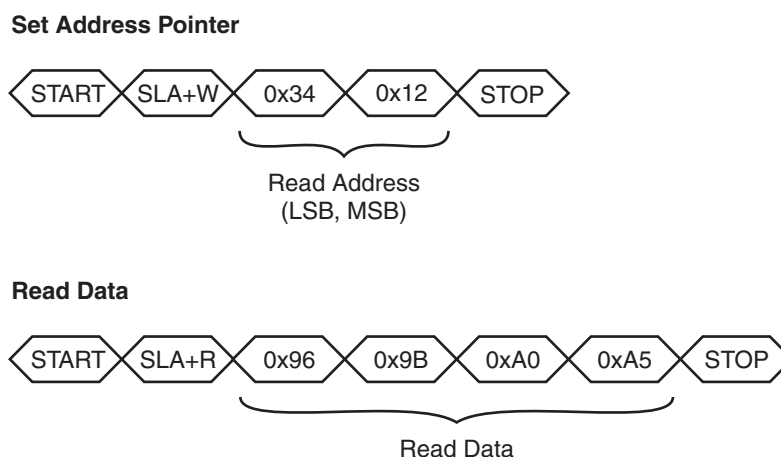 Set Address Pointer
START SLA+W 0x34 0x12 STOP
Read Address
(LSB, MSB)
Read Data
START SLA+R 0x96 0x9B 0xA0 0xA5 STOP
Read Data